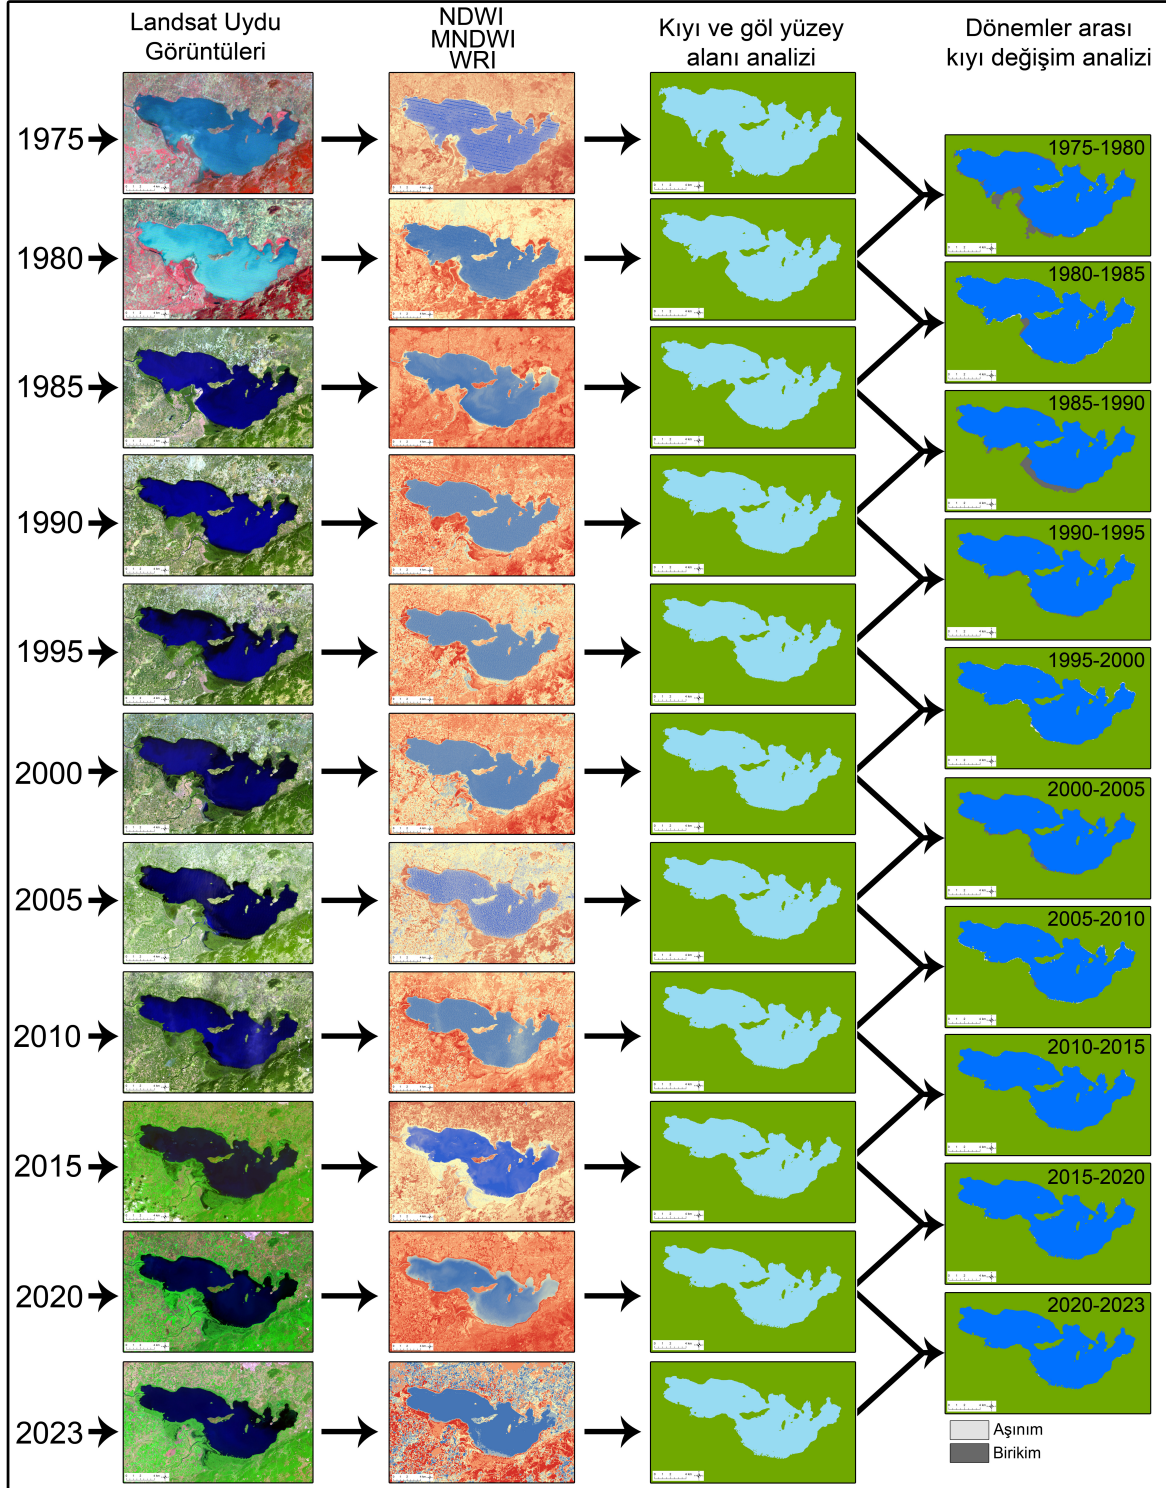 Landsat Uydu
Görüntüleri
NDWI
MNDWI
WRI
Kıyı ve göl yüzey
alanı analizi
Dönemler arası
kıyı değişim analizi
1975
1980
1985
1990
1995
2000
2005
2010
2015
2020
2023
1975-1980
1980-1985
1985-1990
1990-1995
1995-2000
2000-2005
2005-2010
2010-2015
2015-2020
2020-2023
Aşınım
Birikim